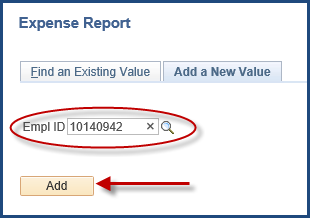 Expense Report
Find an Existing Value Add a New Value
Empl ID 10140942 ×
Add